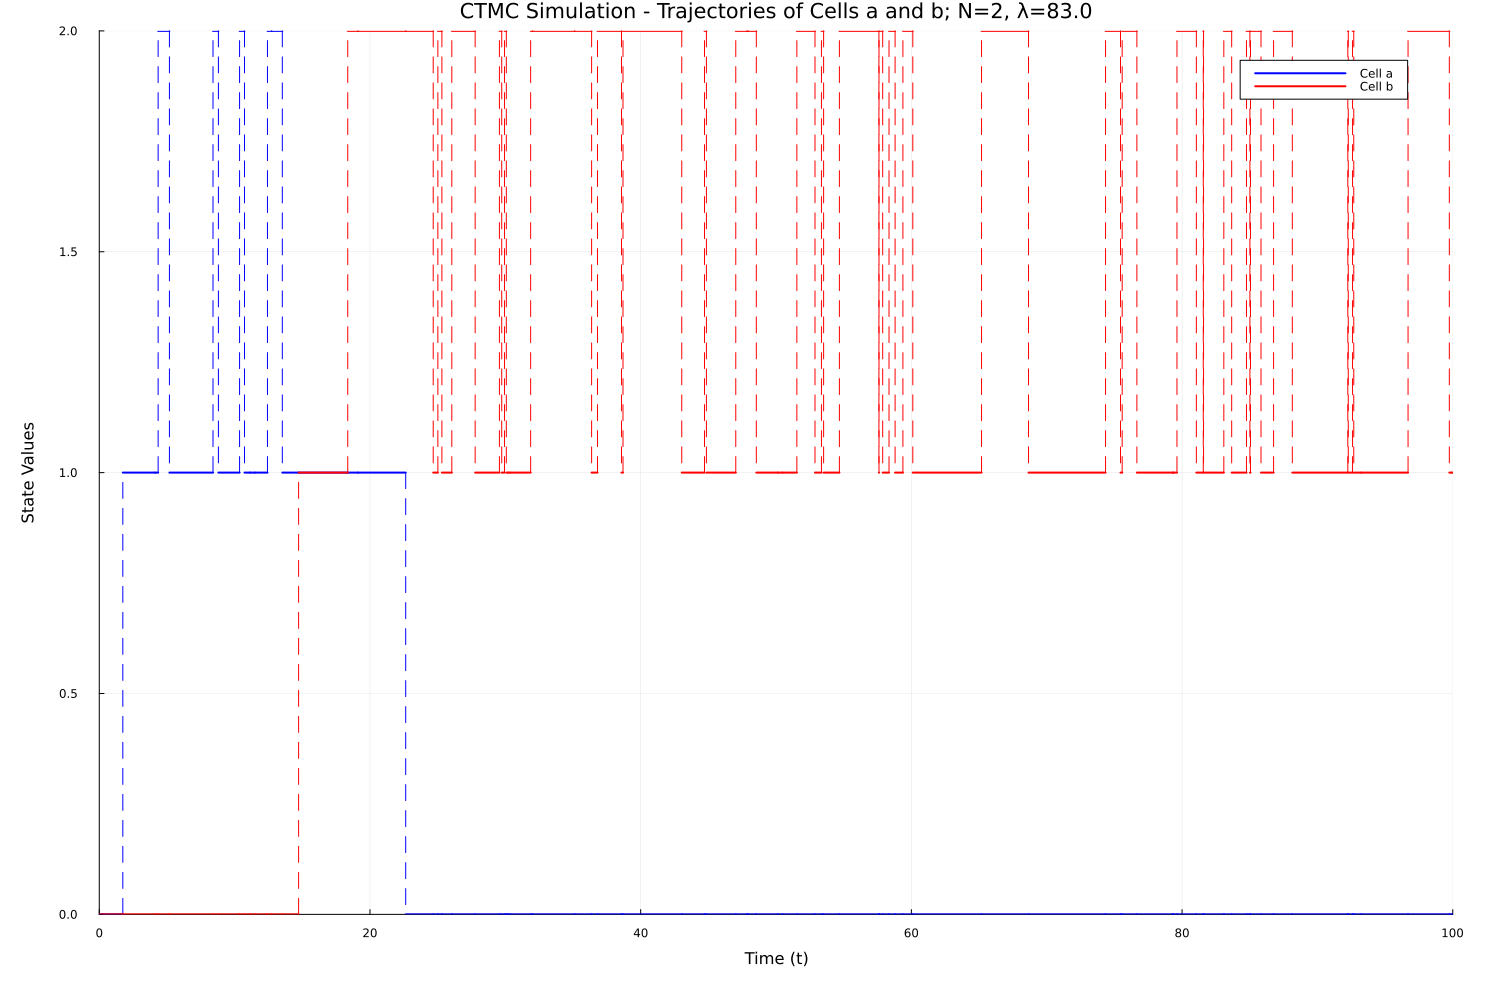 CTMC Simulation - Trajectories of Cells a and b; N=2, λ=83.0
2.0
Cell a
Cell b
1.5
1.0
State Values
0.5
0.0
0 20 40 60 80 100
Time (t)